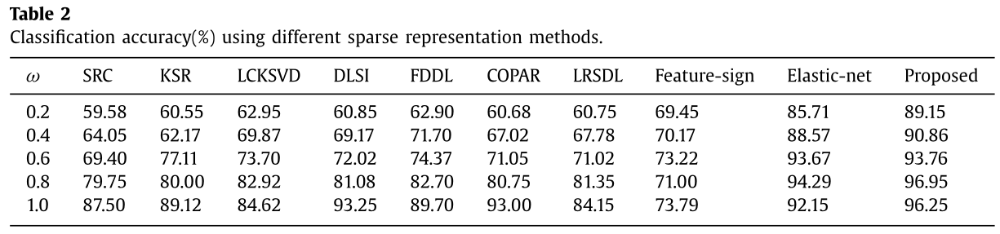 Table 2
Classification accuracy(%) using different sparse representation methods.
ω SRC KSR LCKSVD DLSI FDDL COPAR LRSDL Feature-sign Elastic-net Proposed
0.2 59.58 60.55 62.95 60.85 62.90 60.68 60.75 69.45 85.71 89.15
0.4 64.05 62.17 69.87 69.17 71.70 67.02 67.78 70.17 88.57 90.86
0.6 69.40 77.11 73.70 72.02 74.37 71.05 71.02 73.22 93.67 93.76
0.8 79.75 80.00 82.92 81.08 82.70 80.75 81.35 71.00 94.29 96.95
1.0 87.50 89.12 84.62 93.25 89.70 93.00 84.15 73.79 92.15 96.25